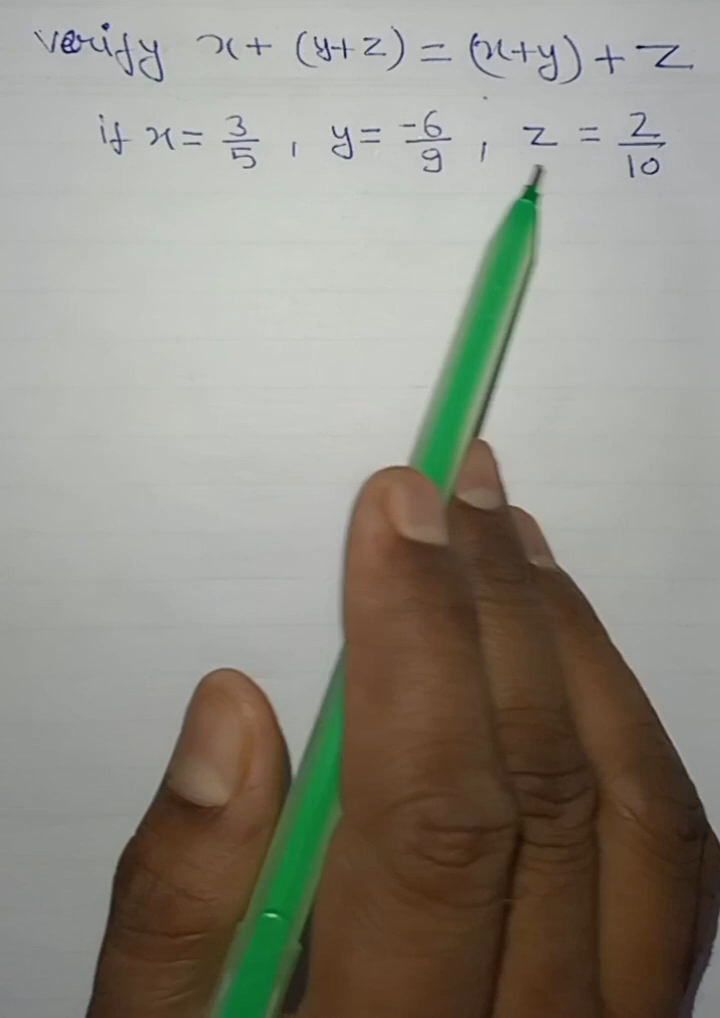 verify x + (y+z) = (x+y) + z
if x = 3/5 , y = -6/9 , z = 2/10